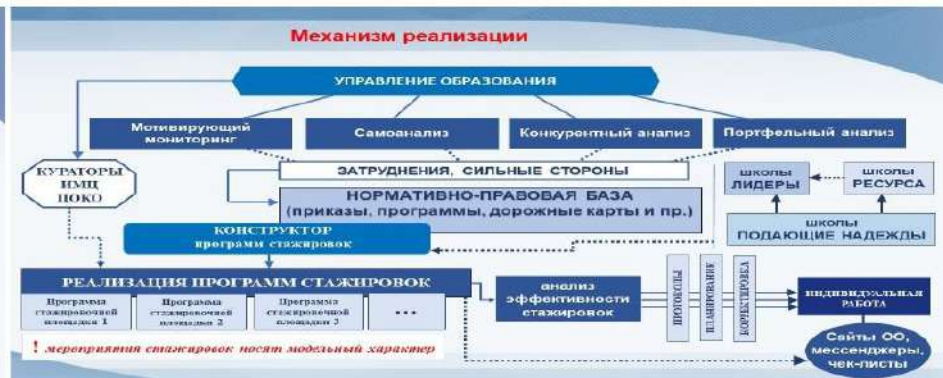 Механизм реализации
УПРАВЛЕНИЕ ОБРАЗОВАНИЯ
Мотивирующий
мониторинг
Самоанализ
Конкурентный анализ
Портфельный анализ
КУРАТОРЫ
ИМЦ
ЦОКО
ЗАТРУДНЕНИЯ, СИЛЬНЫЕ СТОРОНЫ
НОРМАТИВНО-ПРАВОВАЯ БАЗА
(приказы, программы, дорожные карты и пр.)
ШКОЛЫ
ЛИДЕРЫ
ШКОЛЫ
РЕСУРСА
ШКОЛЫ
ПОДАЮЩИЕ НАДЕЖДЫ
КОНСТРУКТОР
программ стажировок
РЕАЛИЗАЦИЯ ПРОГРАММ СТАЖИРОВОК
Программа
стажировочной
площадки 1
Программа
стажировочной
площадки 2
Программа
стажировочной
площадки 3
...
анализ
эффективности
стажировок
ПРОТОКОЛЫ
ПЛАНИРОВАНИЕ
КОРРЕКТИРОВКА
ИНДИВИДУАЛЬНАЯ
РАБОТА
Сайты ОО,
мессенджеры,
чек-листы
! мероприятия стажировок носят модельный характер